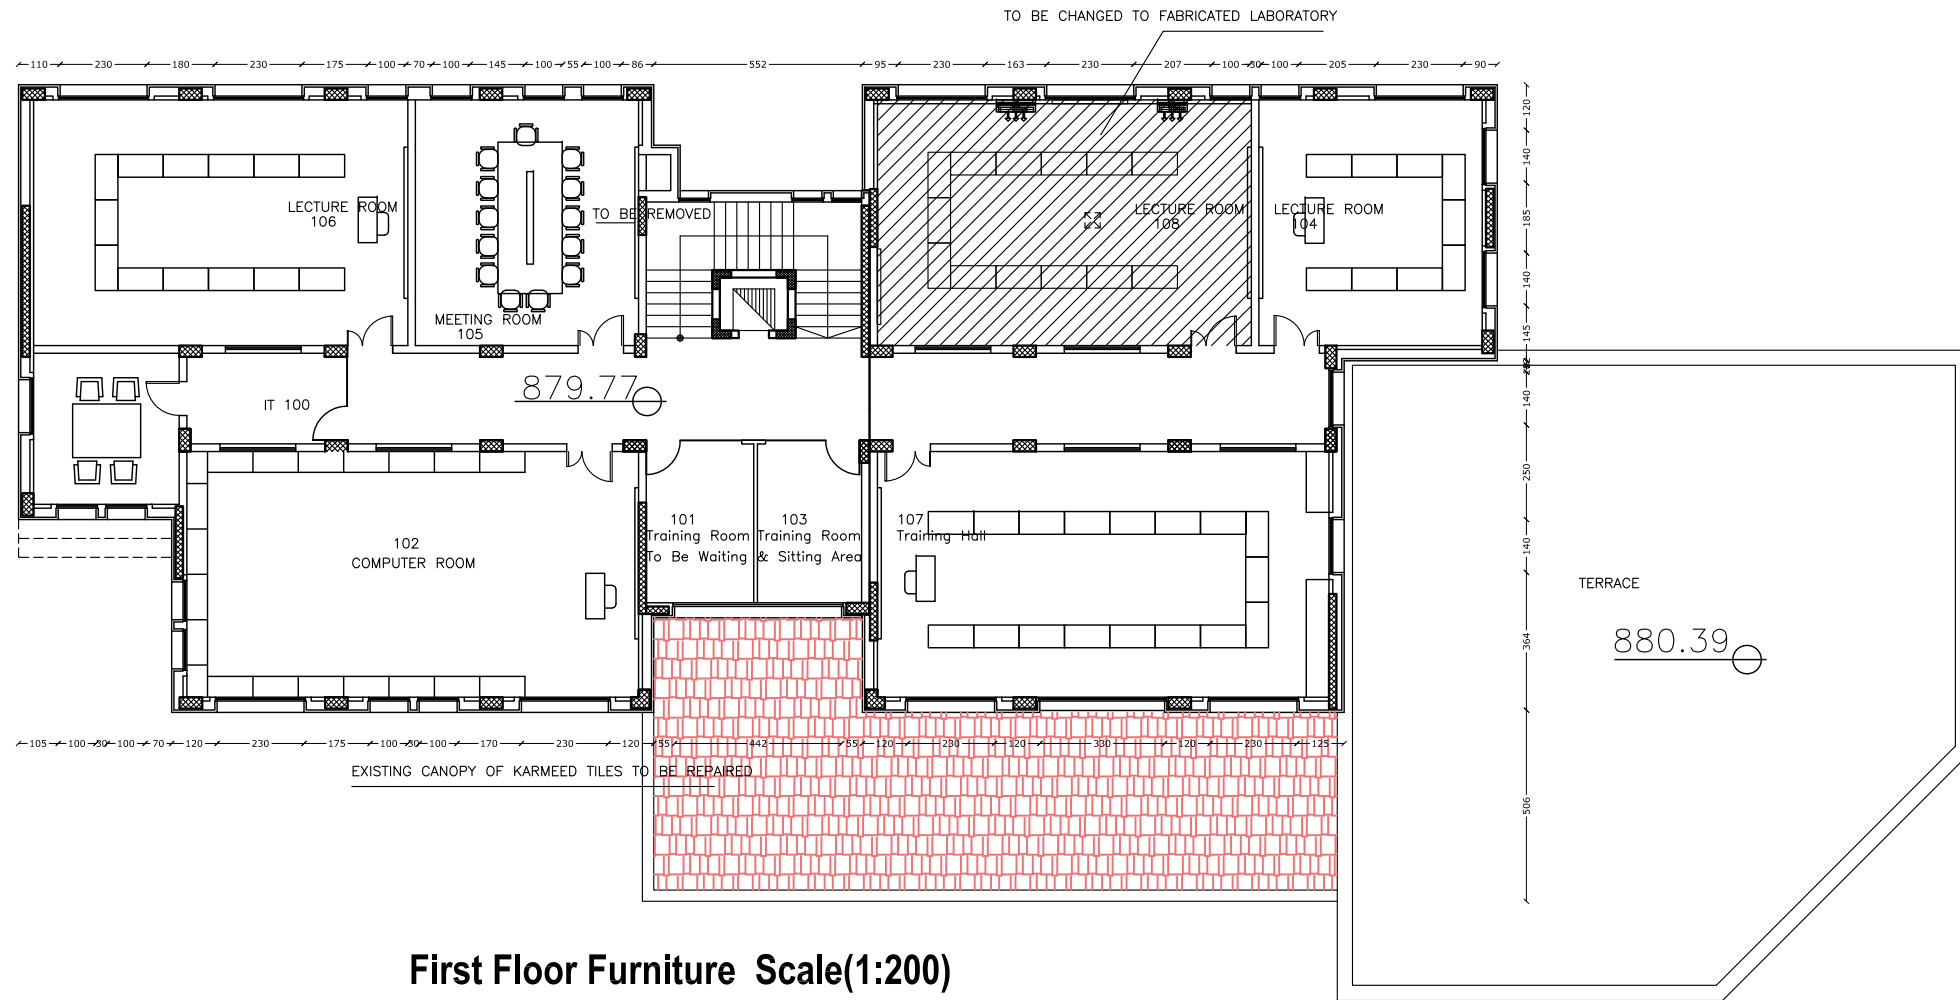 TO BE CHANGED TO FABRICATED LABORATORY
110 230 180 230 175 100 70 100 145 100 55 100 86 552 95 230 163 230 207 100 30 100 205 230 90
120
140
185
140
145
140
250
140
364
506
LECTURE ROOM
106
TO BE REMOVED
LECTURE ROOM
108
LECTURE ROOM
104
MEETING ROOM
105
879.77
IT 100
102
COMPUTER ROOM
101
Training Room
To Be Waiting & Sitting Area
103
Training Room
107
Training Hall
TERRACE
880.39
105 100 30 100 70 120 230 175 100 30 100 170 230 120 55 442 55 120 230 120 330 120 230 125
EXISTING CANOPY OF KARMEED TILES TO BE REPAIRED
First Floor Furniture Scale(1:200)